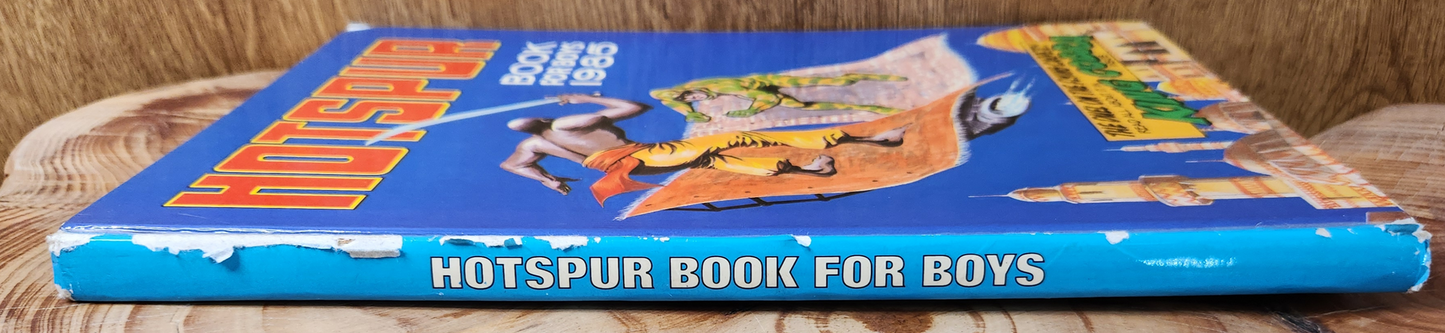 HOTSPUR
BOOK
FOR BOYS
1985
HOTSPUR BOOK FOR BOYS